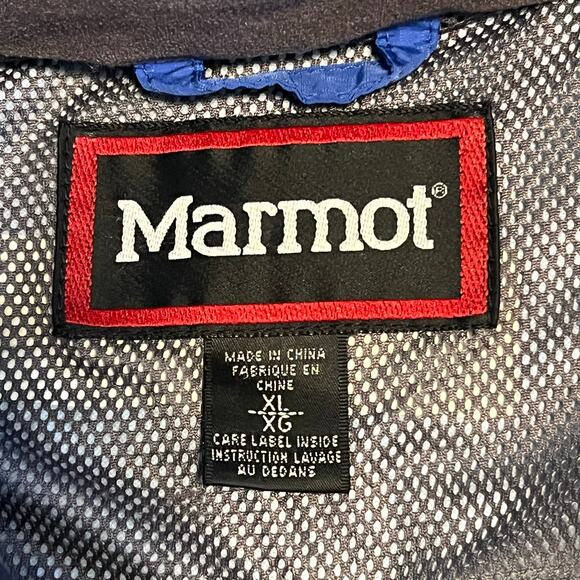 Marmot®
MADE IN CHINA
FABRIQUE EN
CHINE
XL
XG
CARE LABEL INSIDE
INSTRUCTION LAVAGE
AU DEDANS